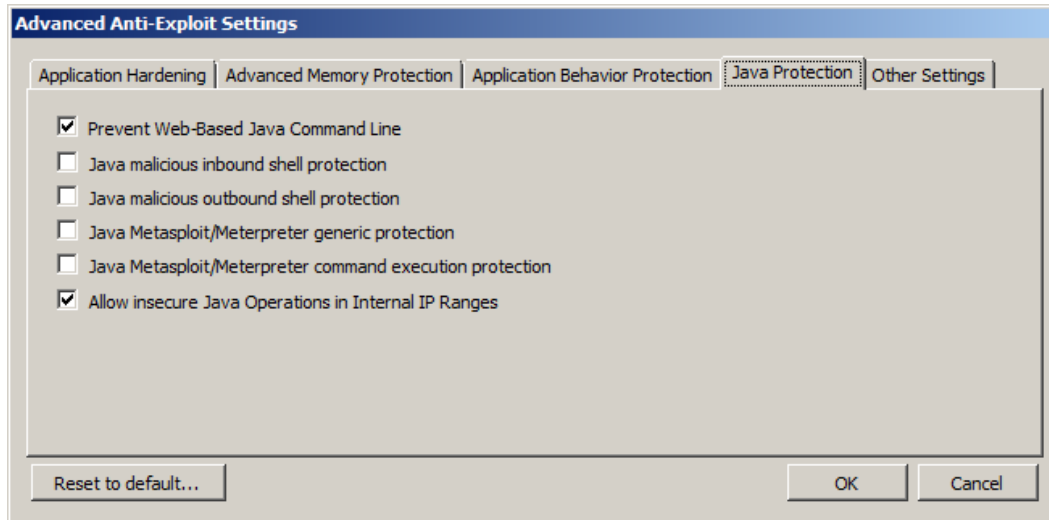 Advanced Anti-Exploit Settings
Application Hardening Advanced Memory Protection Application Behavior Protection Java Protection Other Settings
Prevent Web-Based Java Command Line
Java malicious inbound shell protection
Java malicious outbound shell protection
Java Metasploit/Meterpreter generic protection
Java Metasploit/Meterpreter command execution protection
Allow insecure Java Operations in Internal IP Ranges
Reset to default... OK Cancel